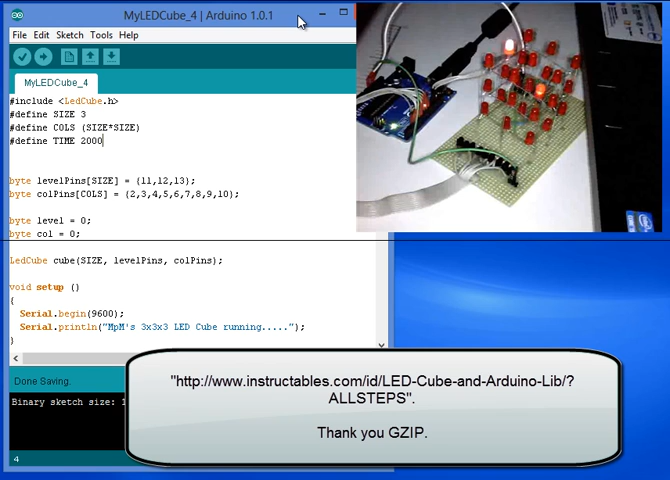 MyLEDCube_4 | Arduino 1.0.1
File Edit Sketch Tools Help
MyLEDCube_4
#include <LedCube.h>
#define SIZE 3
#define COLS (SIZE*SIZE)
#define TIME 2000
byte levelPins[SIZE] = {11,12,13};
byte colPins[COLS] = {2,3,4,5,6,7,8,9,10};
byte level = 0;
byte col = 0;
LedCube cube(SIZE, levelPins, colPins);
void setup ()
{
Serial.begin(9600);
Serial.println("MpM's 3x3x3 LED Cube running.....");
}
Done Saving.
Binary sketch size: 1
4
"http://www.instructables.com/id/LED-Cube-and-Arduino-Lib/?
ALLSTEPS".
Thank you GZIP.
(intel)